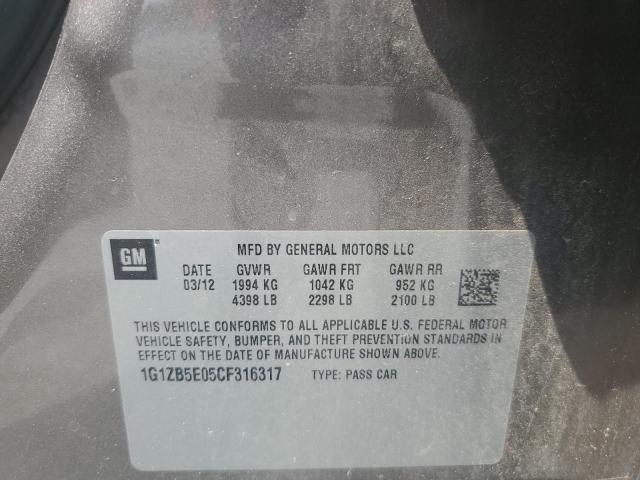 GM
MFD BY GENERAL MOTORS LLC
DATE GVWR GAWR FRT GAWR RR
03/12 1994 KG 1042 KG 952 KG
4398 LB 2298 LB 2100 LB
THIS VEHICLE CONFORMS TO ALL APPLICABLE U.S. FEDERAL MOTOR
VEHICLE SAFETY, BUMPER, AND THEFT PREVENTION STANDARDS IN
EFFECT ON THE DATE OF MANUFACTURE SHOWN ABOVE.
1G1ZB5E05CF316317 TYPE: PASS CAR